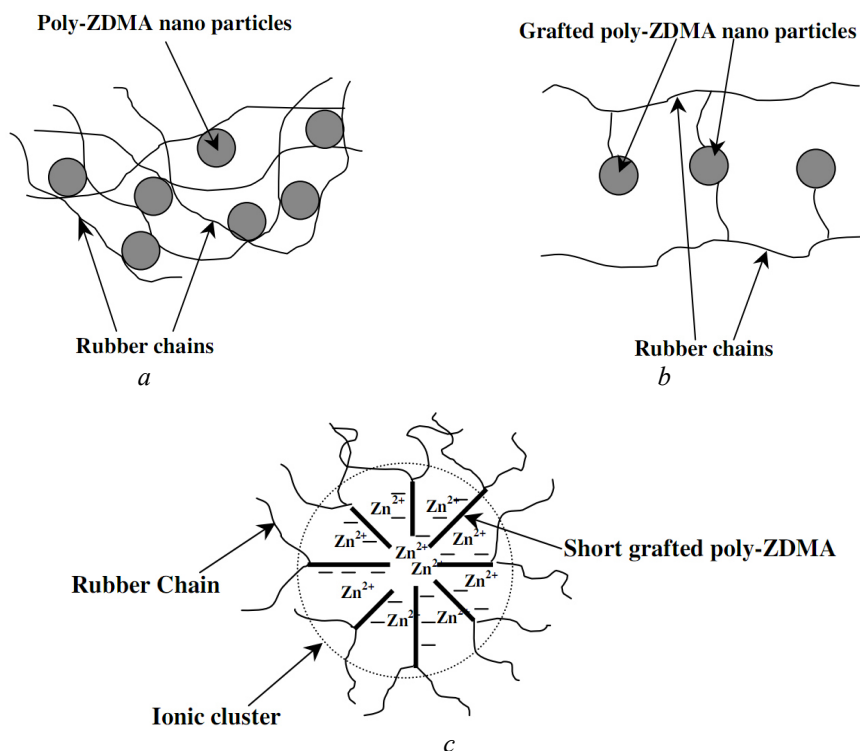 Poly-ZDMA nano particles
Rubber chains
a
Grafted poly-ZDMA nano particles
Rubber chains
b
Zn2+
Zn2+
Zn2+
Zn2+
Zn2+
Zn2+
Zn2+
Zn2+
Zn2+
Zn2+
Rubber Chain
Short grafted poly-ZDMA
Ionic cluster
c